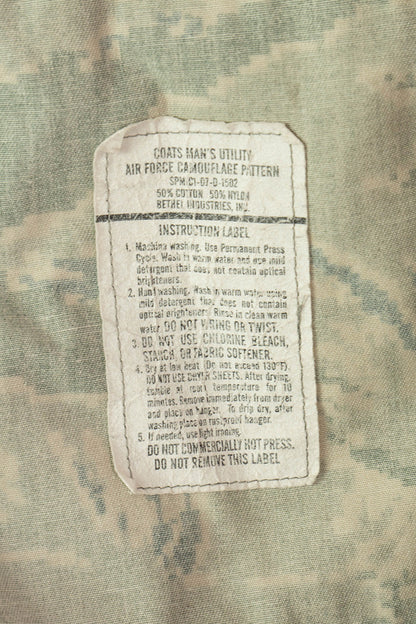 COATS MAN'S UTILITY
AIR FORCE CAMOUFLAGE PATTERN
SPM1C1-07-D-1502
50% COTTON 50% NYLON
BETHEL INDUSTRIES, INC.
INSTRUCTION LABEL
1. Machine washing. Use Permanent Press
Cycle. Wash in warm water and use mild
detergent that does not contain optical
brighteners.
2. Hand washing. Wash in warm water using
mild detergent that does not contain
optical brighteners. Rinse in clean warm
water. DO NOT WRING OR TWIST.
3. DO NOT USE CHLORINE BLEACH,
STARCH, OR FABRIC SOFTENER.
4. Dry at low heat (Do not exceed 130°F).
DO NOT USE DRYER SHEETS. After drying,
tumble at room temperature for 10
minutes. Remove immediately from dryer
and place on hanger. To drip dry, after
washing place on rustproof hanger.
5. If needed, use light ironing.
DO NOT COMMERCIALLY HOT PRESS.
DO NOT REMOVE THIS LABEL